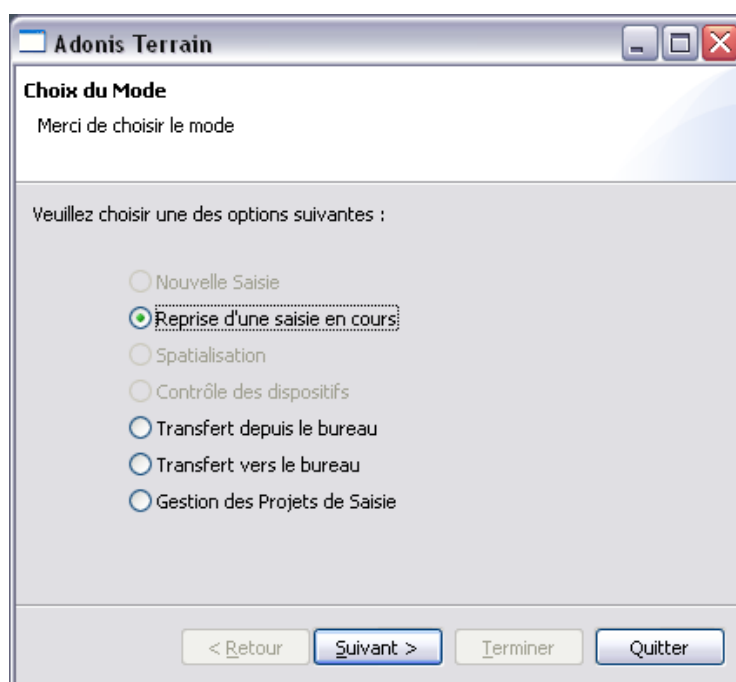 Adonis Terrain
Choix du Mode
Merci de choisir le mode
Veuillez choisir une des options suivantes :
Nouvelle Saisie
Reprise d'une saisie en cours
Spatialisation
Contrôle des dispositifs
Transfert depuis le bureau
Transfert vers le bureau
Gestion des Projets de Saisie
< Retour Suivant > Terminer Quitter